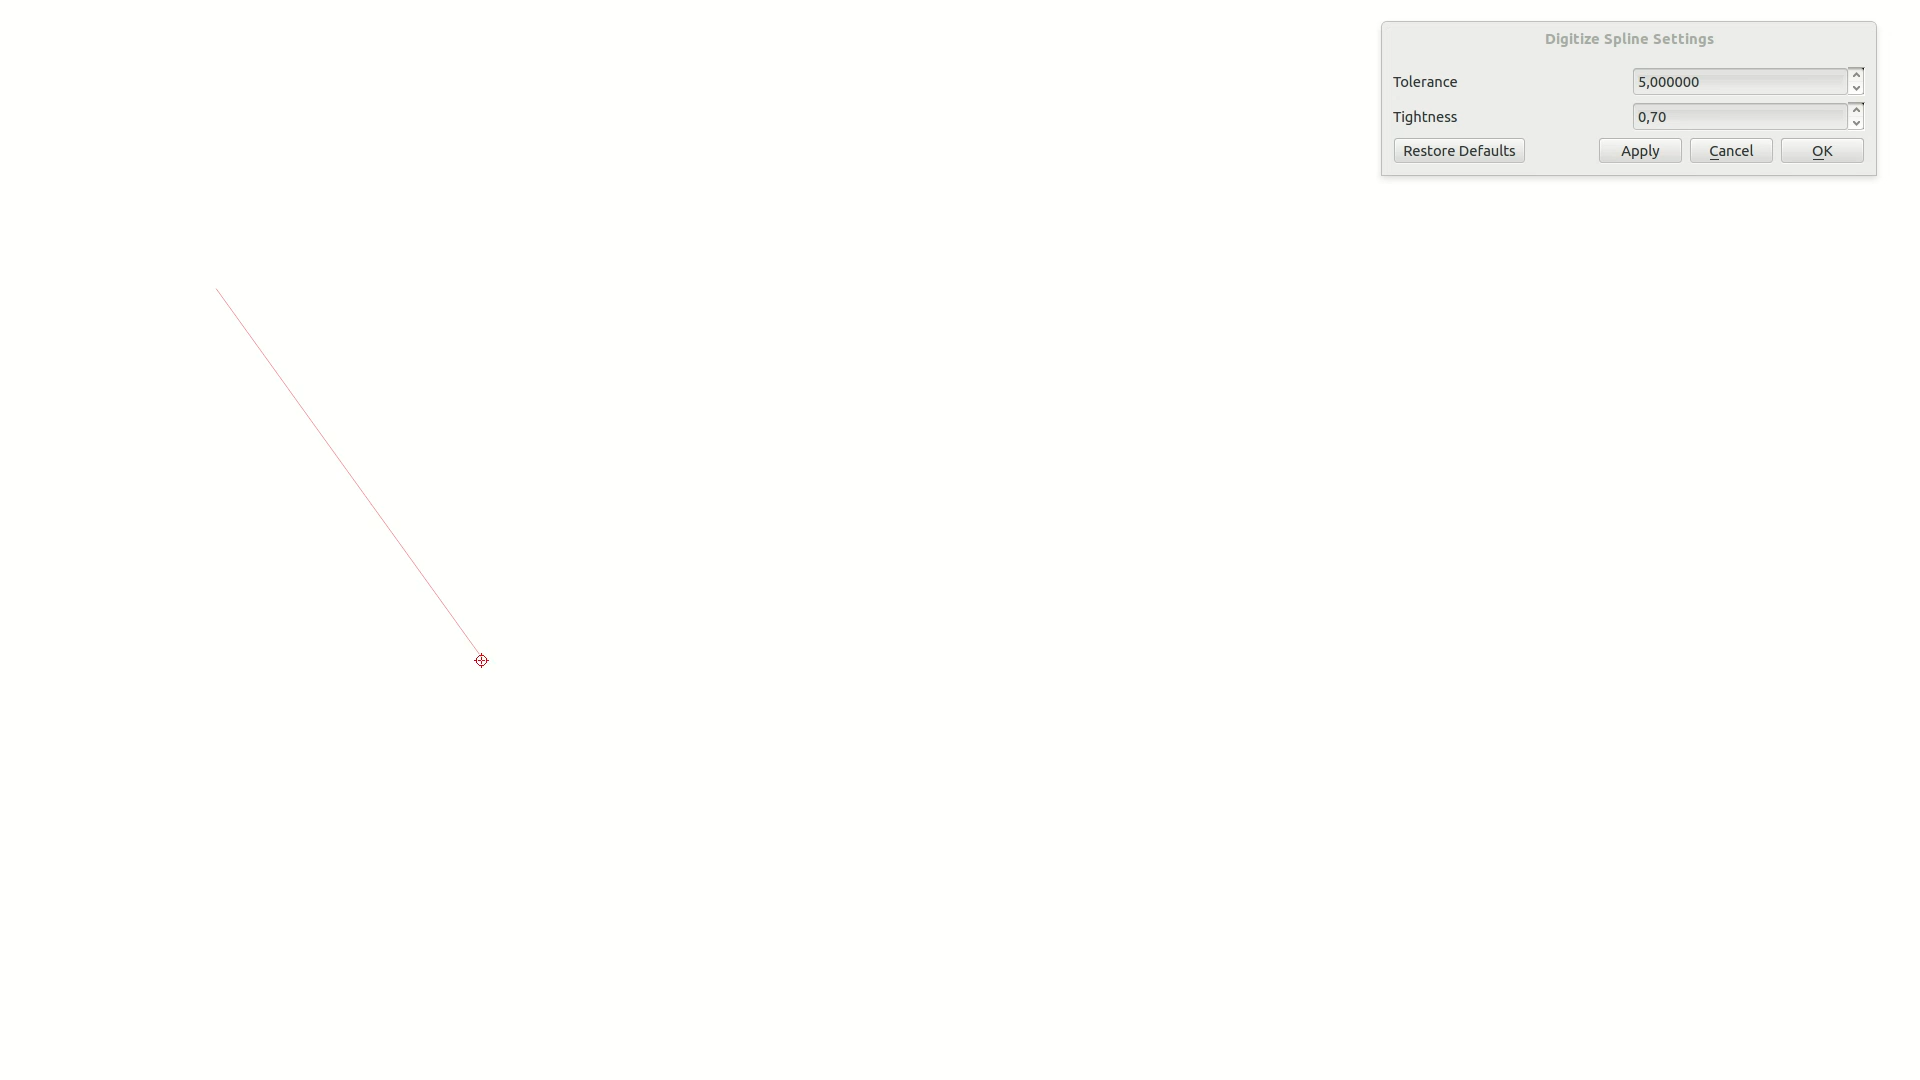 Digitize Spline Settings
Tolerance 5,000000
Tightness 0,70
Restore Defaults Apply Cancel OK